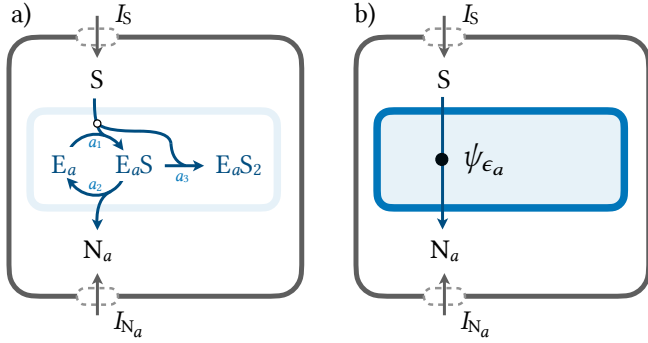 a) I_S
b) I_S
S
S
a_1
E_a E_aS a_3 E_aS_2
a_2
ψ_{ϵ_a}
N_a
N_a
I_{N_a}
I_{N_a}